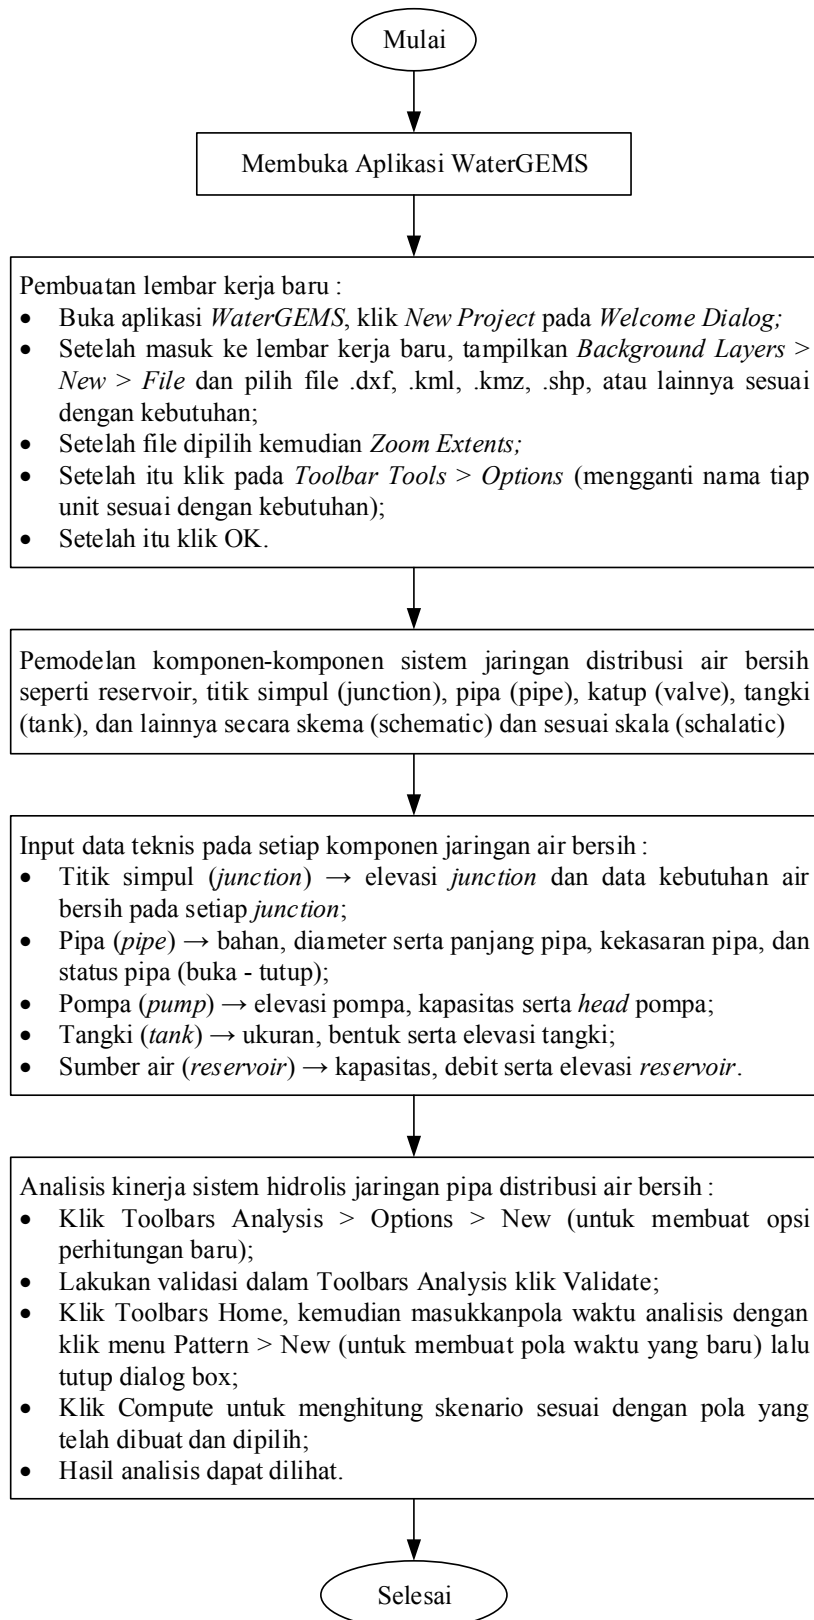 Mulai
Membuka Aplikasi WaterGEMS
Pembuatan lembar kerja baru :
• Buka aplikasi WaterGEMS, klik New Project pada Welcome Dialog;
• Setelah masuk ke lembar kerja baru, tampilkan Background Layers >
New > File dan pilih file .dxf, .kml, .kmz, .shp, atau lainnya sesuai
dengan kebutuhan;
• Setelah file dipilih kemudian Zoom Extents;
• Setelah itu klik pada Toolbar Tools > Options (mengganti nama tiap
unit sesuai dengan kebutuhan);
• Setelah itu klik OK.
Pemodelan komponen-komponen sistem jaringan distribusi air bersih
seperti reservoir, titik simpul (junction), pipa (pipe), katup (valve), tangki
(tank), dan lainnya secara skema (schematic) dan sesuai skala (schalatic)
Input data teknis pada setiap komponen jaringan air bersih :
• Titik simpul (junction) → elevasi junction dan data kebutuhan air
bersih pada setiap junction;
• Pipa (pipe) → bahan, diameter serta panjang pipa, kekasaran pipa, dan
status pipa (buka - tutup);
• Pompa (pump) → elevasi pompa, kapasitas serta head pompa;
• Tangki (tank) → ukuran, bentuk serta elevasi tangki;
• Sumber air (reservoir) → kapasitas, debit serta elevasi reservoir.
Analisis kinerja sistem hidrolis jaringan pipa distribusi air bersih :
• Klik Toolbars Analysis > Options > New (untuk membuat opsi
perhitungan baru);
• Lakukan validasi dalam Toolbars Analysis klik Validate;
• Klik Toolbars Home, kemudian masukkanpola waktu analisis dengan
klik menu Pattern > New (untuk membuat pola waktu yang baru) lalu
tutup dialog box;
• Klik Compute untuk menghitung skenario sesuai dengan pola yang
telah dibuat dan dipilih;
• Hasil analisis dapat dilihat.
Selesai